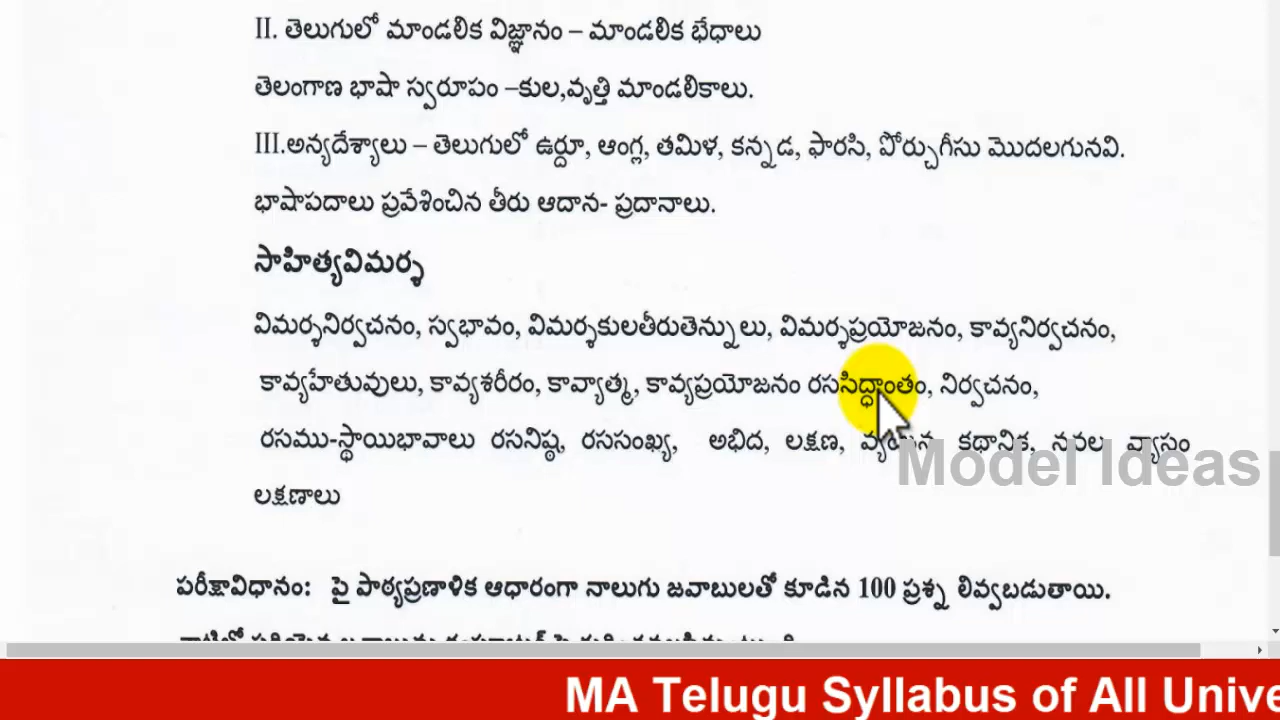 II. తెలుగులో మాండలిక విజ్ఞానం – మాండలిక భేధాలు
తెలంగాణ భాషా స్వరూపం –కుల,వృత్తి మాండలికాలు.
III.అన్యదేశ్యాలు – తెలుగులో ఉర్దూ, ఆంగ్ల, తమిళ, కన్నడ, ఫారసి, పోర్చుగీసు మొదలగునవి.
భాషాపదాలు ప్రవేశించిన తీరు ఆదాన- ప్రదానాలు.
సాహిత్యవిమర్శ
విమర్శనిర్వచనం, స్వభావం, విమర్శకులతీరుతెన్నులు, విమర్శప్రయోజనం, కావ్యనిర్వచనం,
కావ్యహేతువులు, కావ్యశరీరం, కావ్యాత్మ, కావ్యప్రయోజనం రససిద్ధాంతం, నిర్వచనం,
రసము-స్థాయిభావాలు రసనిష్ఠ, రససంఖ్య, అభిద, లక్షణ, కథానిక, నవల వ్యాసం
Model Ideas
లక్షణాలు
పరీక్షావిధానం: పై పాఠ్యప్రణాళిక ఆధారంగా నాలుగు జవాబులతో కూడిన 100 ప్రశ్న లివ్వబడుతాయి.
MA Telugu Syllabus of All Unive